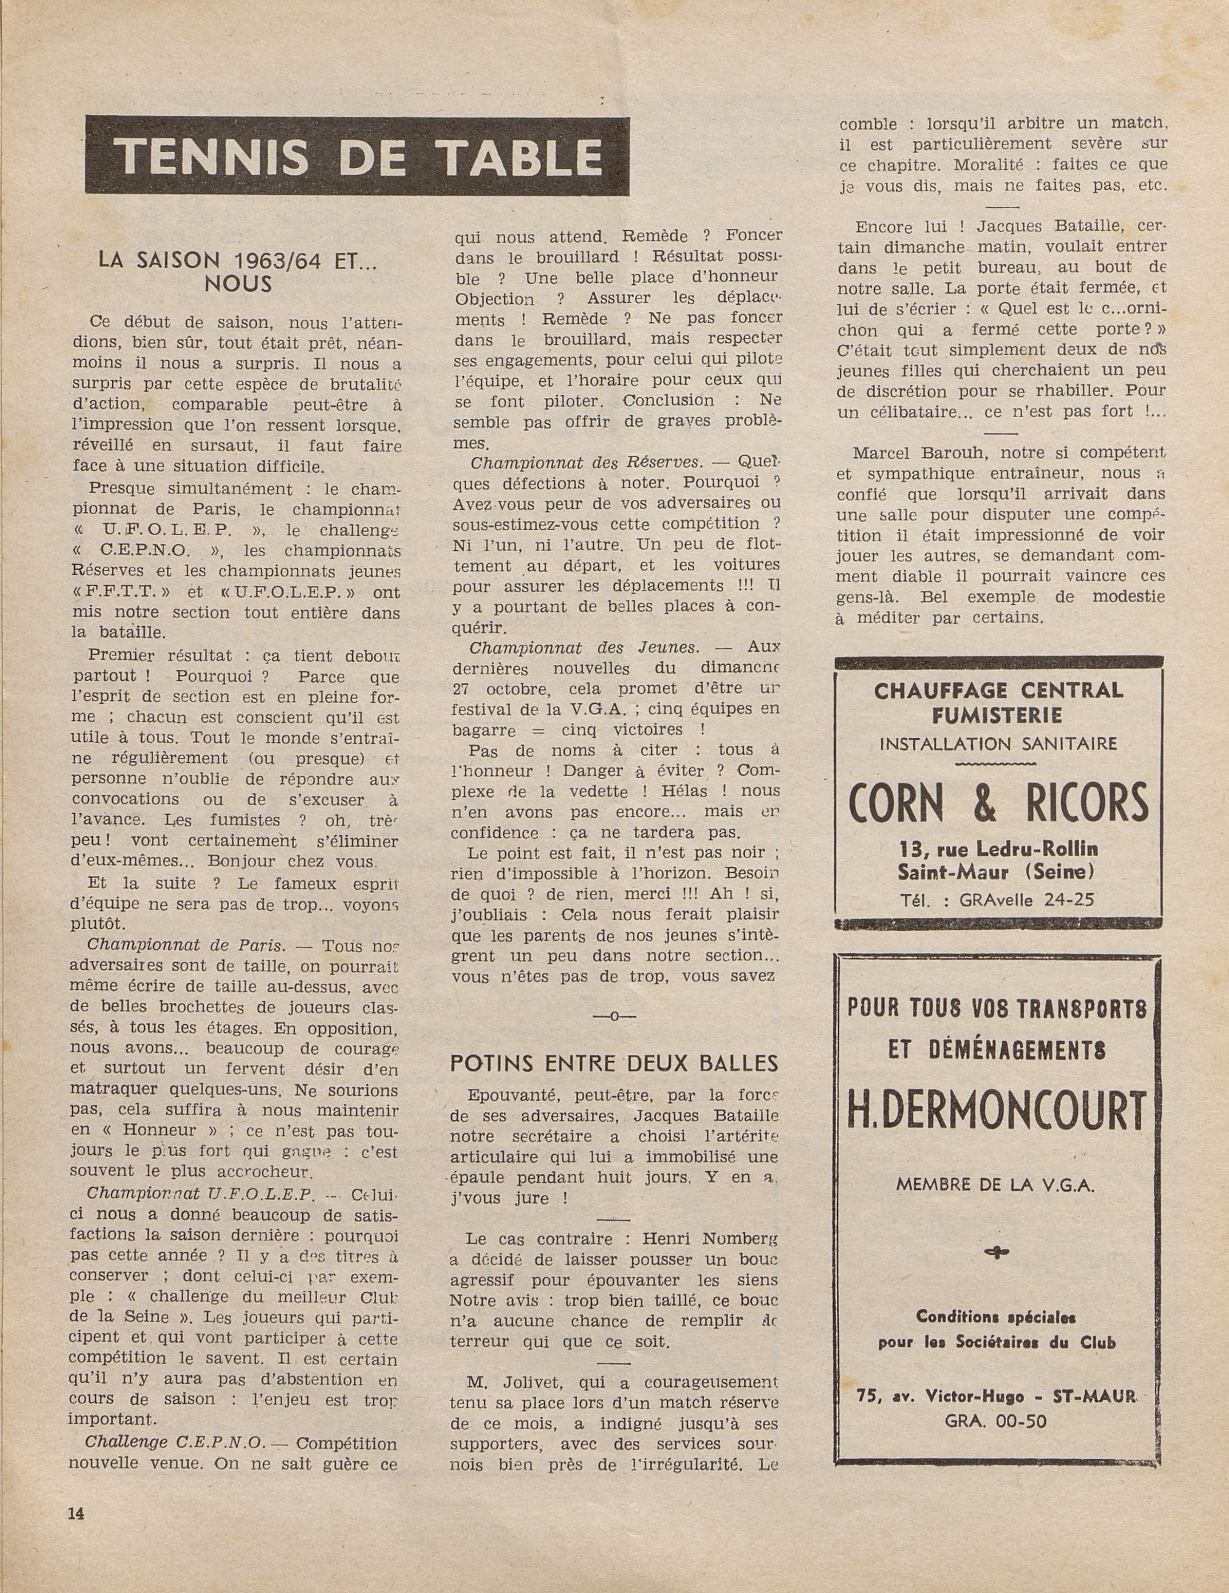 TENNIS DE TABLE
LA SAISON 1963/64 ET...
NOUS
Ce début de saison, nous l'atten-
dions, bien sûr, tout était prêt, néan-
moins il nous a surpris. Il nous a
surpris par cette espèce de brutalité
d'action, comparable peut-être à
l'impression que l'on ressent lorsque,
réveillé en sursaut, il faut faire
face à une situation difficile.
Presque simultanément : le cham-
pionnat de Paris, le championnat
« U.F.O.L.E.P. », le challenge
« C.E.P.N.O. », les championnats
Réserves et les championnats jeunes
« F.F.T.T. » et « U.F.O.L.E.P. » ont
mis notre section tout entière dans
la bataille.
Premier résultat : ça tient debout
partout ! Pourquoi ? Parce que
l'esprit de section est en pleine for-
me ; chacun est conscient qu'il est
utile à tous. Tout le monde s'entraî-
ne régulièrement (ou presque) et
personne n'oublie de répondre aux
convocations ou de s'excuser à
l'avance. Les fumistes ? oh, très
peu ! vont certainement s'éliminer
d'eux-mêmes... Bonjour chez vous.
Et la suite ? Le fameux esprit
d'équipe ne sera pas de trop... voyons
plutôt.
Championnat de Paris. — Tous nos
adversaires sont de taille, on pourrait
même écrire de taille au-dessus, avec
de belles brochettes de joueurs clas-
sés, à tous les étages. En opposition,
nous avons... beaucoup de courage
et surtout un fervent désir d'en
matraquer quelques-uns. Ne sourions
pas, cela suffira à nous maintenir
en « Honneur » ; ce n'est pas tou-
jours le plus fort qui gagne : c'est
souvent le plus accrocheur.
Championnat U.F.O.L.E.P. — Celui-
ci nous a donné beaucoup de satis-
factions la saison dernière : pourquoi
pas cette année ? Il y a des titres à
conserver ; dont celui-ci par exem-
ple : « challenge du meilleur Club
de la Seine ». Les joueurs qui parti-
cipent et qui vont participer à cette
compétition le savent. Il est certain
qu'il n'y aura pas d'abstention en
cours de saison : l'enjeu est trop
important.
Challenge C.E.P.N.O. — Compétition
nouvelle venue. On ne sait guère ce
qui nous attend. Remède ? Foncer
dans le brouillard ! Résultat possi-
ble ? Une belle place d'honneur
Objection ? Assurer les déplace-
ments ! Remède ? Ne pas foncer
dans le brouillard, mais respecter
ses engagements, pour celui qui pilote
l'équipe, et l'horaire pour ceux qui
se font piloter. Conclusion : Ne
semble pas offrir de graves problè-
mes.
Championnat des Réserves. — Quel-
ques défections à noter. Pourquoi ?
Avez-vous peur de vos adversaires ou
sous-estimez-vous cette compétition ?
Ni l'un, ni l'autre. Un peu de flot-
tement au départ, et les voitures
pour assurer les déplacements !!! Il
y a pourtant de belles places à con-
quérir.
Championnat des Jeunes. — Aux
dernières nouvelles du dimanche
27 octobre, cela promet d'être un
festival de la V.G.A. ; cinq équipes en
bagarre = cinq victoires !
Pas de noms à citer : tous à
l'honneur ! Danger à éviter ? Com-
plexe de la vedette ! Hélas ! nous
n'en avons pas encore... mais en
confidence : ça ne tardera pas.
Le point est fait, il n'est pas noir ;
rien d'impossible à l'horizon. Besoin
de quoi ? de rien, merci !!! Ah ! si,
j'oubliais : Cela nous ferait plaisir
que les parents de nos jeunes s'intè-
grent un peu dans notre section...
vous n'êtes pas de trop, vous savez
—o—
POTINS ENTRE DEUX BALLES
Epouvanté, peut-être, par la force
de ses adversaires, Jacques Bataille
notre secrétaire a choisi l'artérite
articulaire qui lui a immobilisé une
épaule pendant huit jours. Y en a,
j'vous jure !
Le cas contraire : Henri Nomberg
a décidé de laisser pousser un bouc
agressif pour épouvanter les siens
Notre avis : trop bien taillé, ce bouc
n'a aucune chance de remplir de
terreur qui que ce soit.
M. Jolivet, qui a courageusement
tenu sa place lors d'un match réserve
de ce mois, a indigné jusqu'à ses
supporters, avec des services sour-
nois bien près de l'irrégularité. Le
comble : lorsqu'il arbitre un match,
il est particulièrement sevère sur
ce chapitre. Moralité : faites ce que
je vous dis, mais ne faites pas, etc.
Encore lui ! Jacques Bataille, cer-
tain dimanche matin, voulait entrer
dans le petit bureau, au bout de
notre salle. La porte était fermée, et
lui de s'écrier : « Quel est le c...orni-
chon qui a fermé cette porte ? »
C'était tout simplement deux de nos
jeunes filles qui cherchaient un peu
de discrétion pour se rhabiller. Pour
un célibataire... ce n'est pas fort !...
Marcel Barouh, notre si compétent
et sympathique entraîneur, nous a
confié que lorsqu'il arrivait dans
une salle pour disputer une compé-
tition il était impressionné de voir
jouer les autres, se demandant com-
ment diable il pourrait vaincre ces
gens-là. Bel exemple de modestie
à méditer par certains.
CHAUFFAGE CENTRAL
FUMISTERIE
INSTALLATION SANITAIRE
CORN & RICORS
13, rue Ledru-Rollin
Saint-Maur (Seine)
Tél. : GRAvelle 24-25
POUR TOUS VOS TRANSPORTS
ET DÉMÉNAGEMENTS
H. DERMONCOURT
MEMBRE DE LA V.G.A.
Conditions spéciales
pour les Sociétaires du Club
75, av. Victor-Hugo - ST-MAUR
GRA. 00-50
14